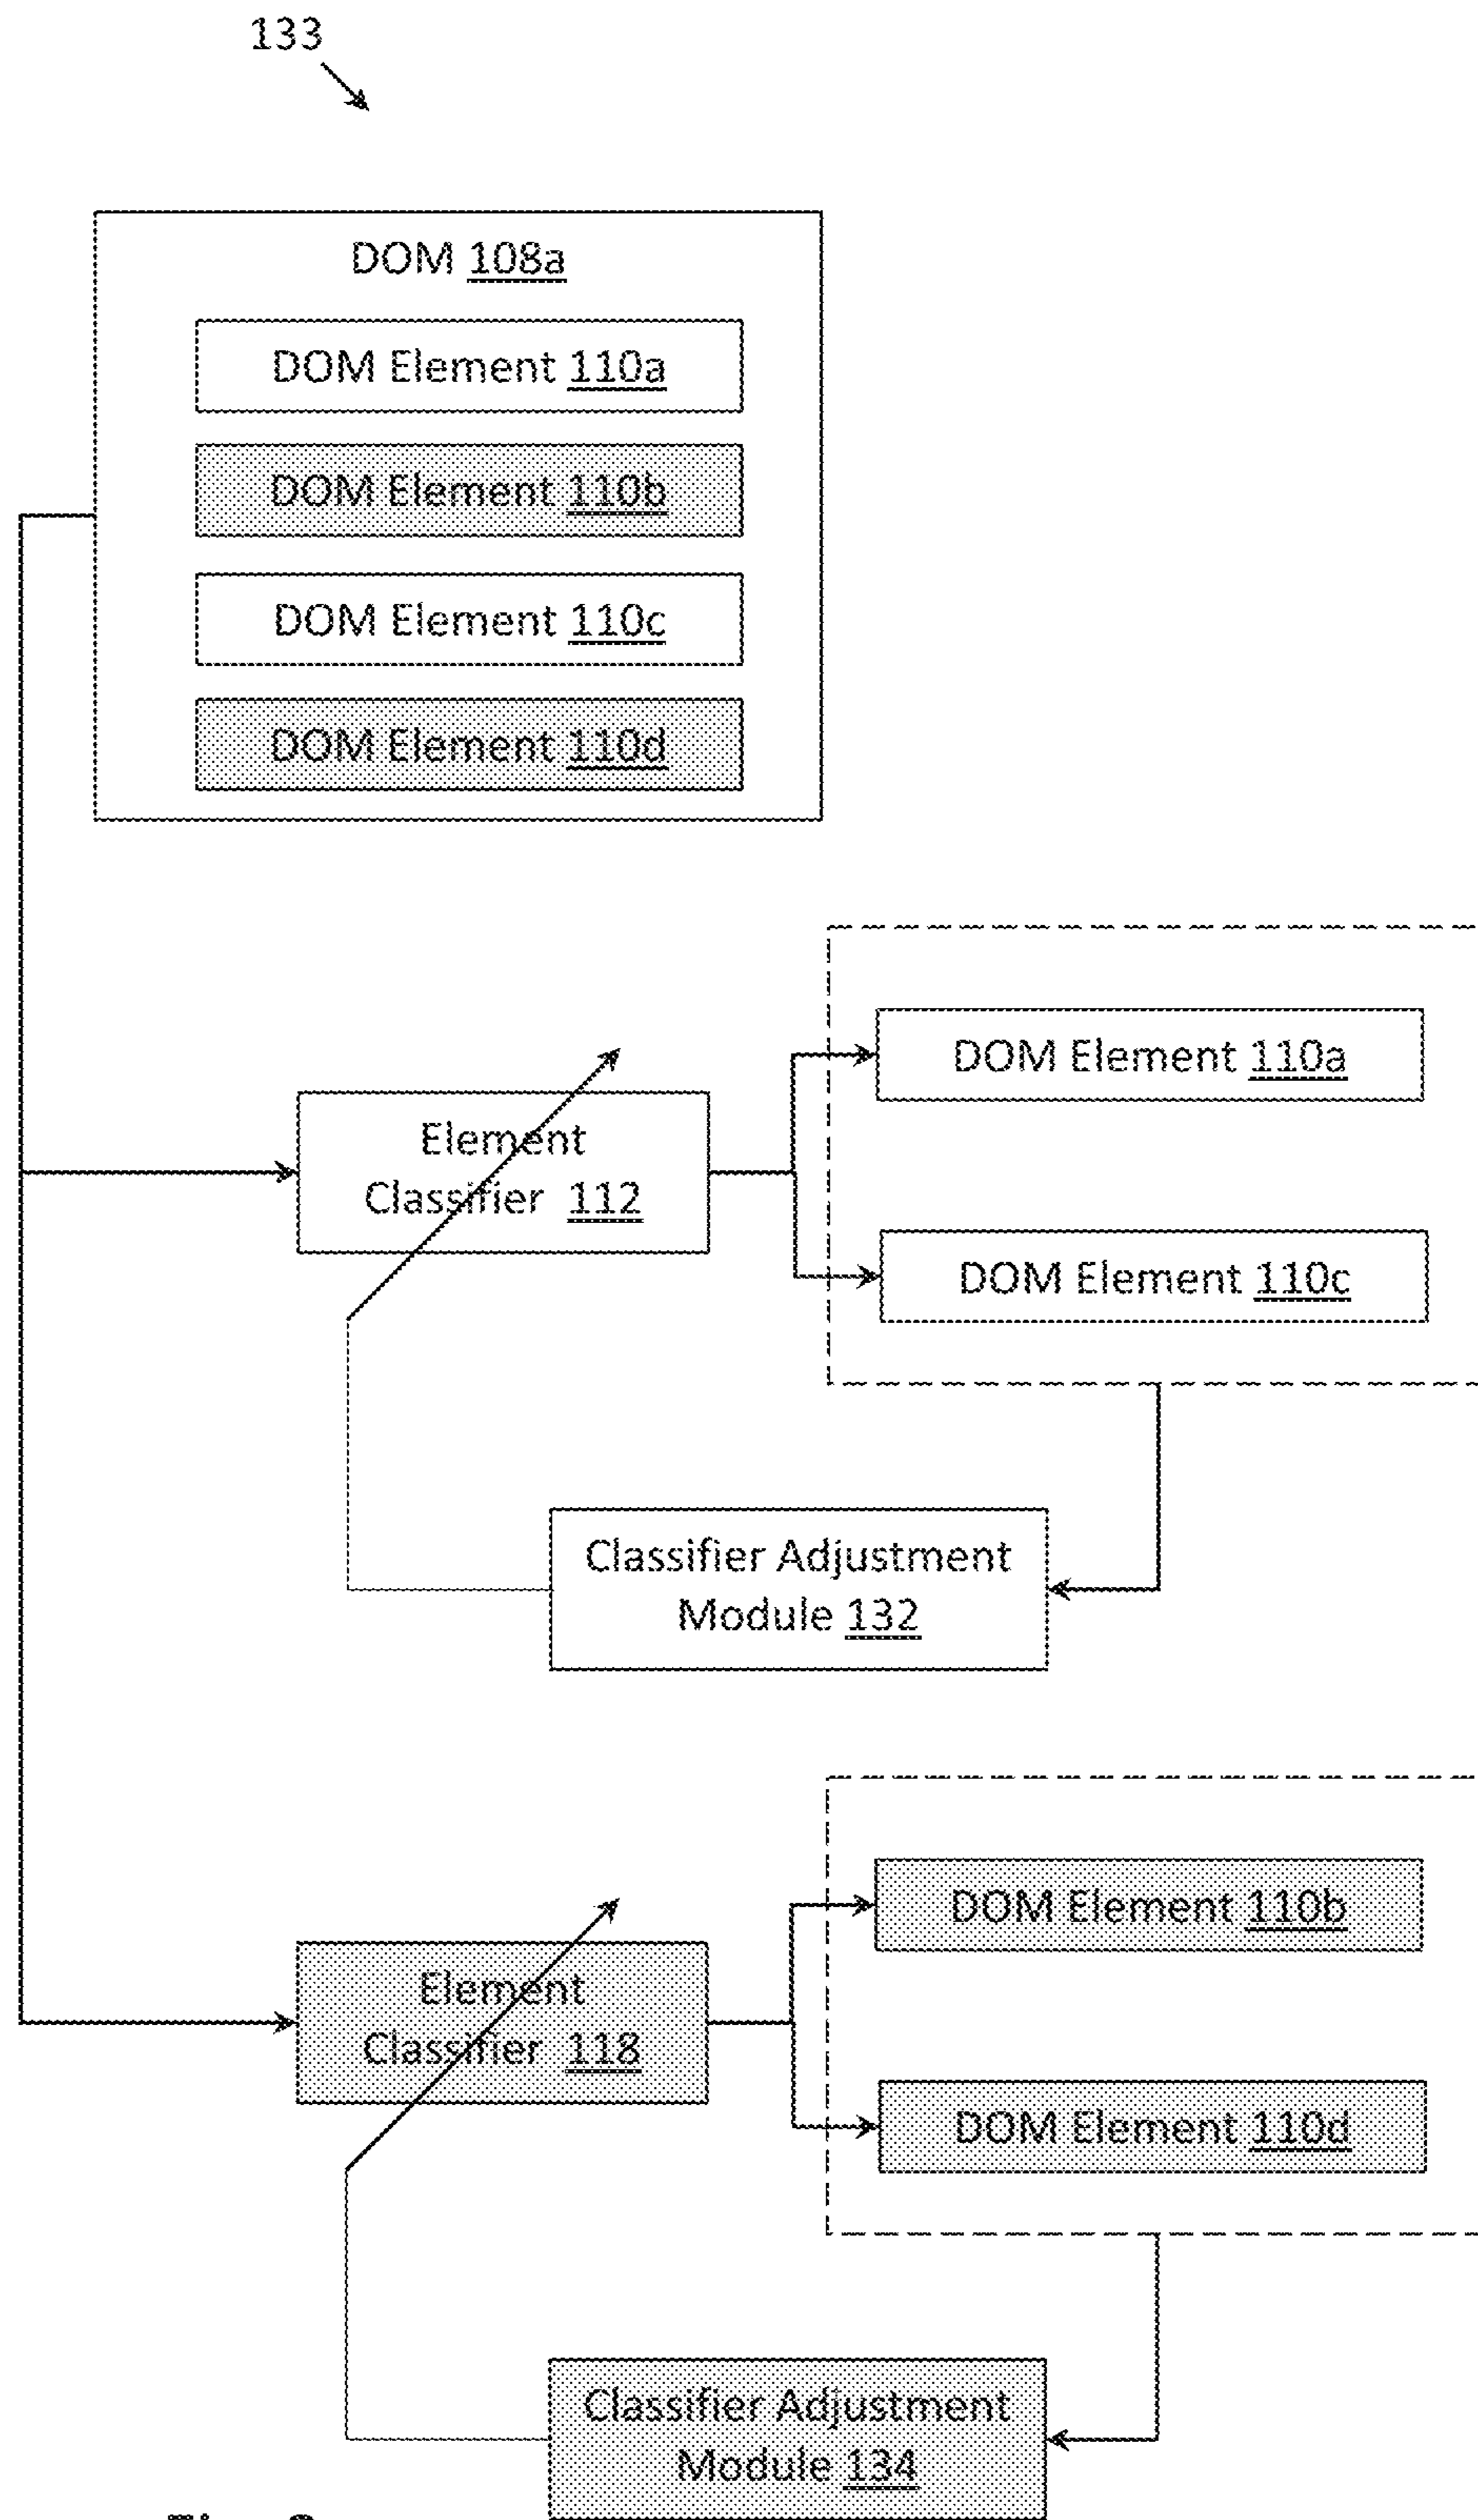 133
DOM 108a
DOM Element 110a
DOM Element 110b
DOM Element 110c
DOM Element 110d
DOM Element 110a
Element
Classifier 112
DOM Element 110c
Classifier Adjustment
Module 132
DOM Element 110b
Element
Classifier 118
DOM Element 110d
Classifier Adjustment
Module 134